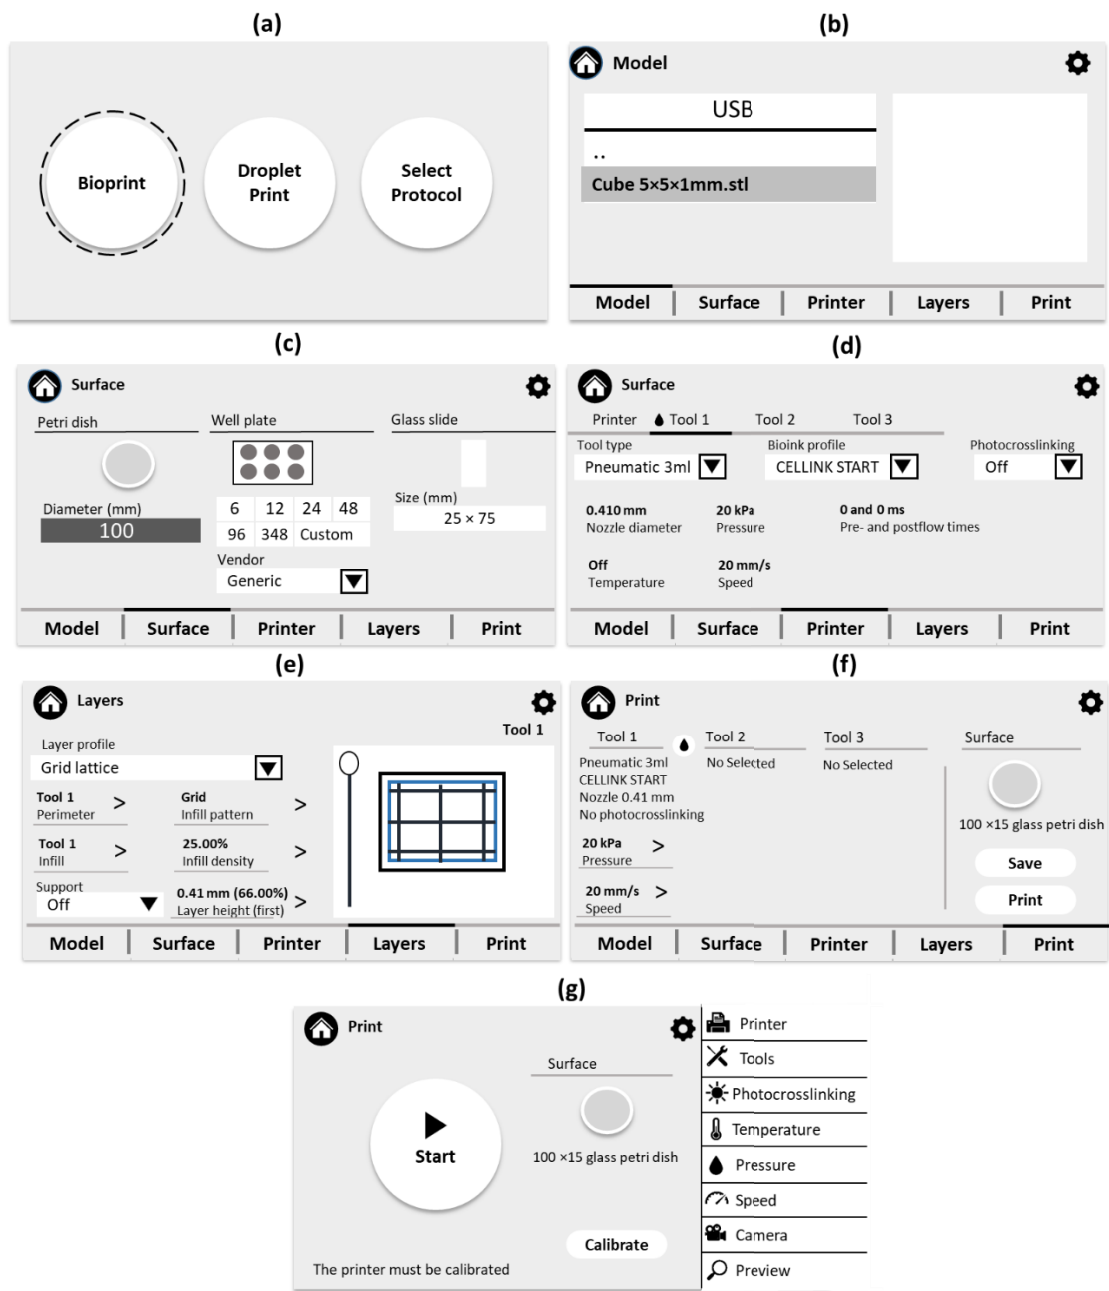 (a)
Bioprint
Droplet
Print
Select
Protocol
(b)
Model
USB
..
Cube 5×5×1mm.stl
Model
Surface
Printer
Layers
Print
(c)
Surface
Petri dish
Diameter (mm)
100
Well plate
6 12 24 48
96 348 Custom
Vendor
Generic
Glass slide
Size (mm)
25 × 75
Model
Surface
Printer
Layers
Print
(d)
Surface
Printer
Tool 1
Tool 2
Tool 3
Tool type
Pneumatic 3ml
Bioink profile
CELLINK START
Photocrosslinking
Off
0.410 mm
Nozzle diameter
20 kPa
Pressure
0 and 0 ms
Pre- and postflow times
Off
Temperature
20 mm/s
Speed
Model
Surface
Printer
Layers
Print
(e)
Layers
Tool 1
Layer profile
Grid lattice
Tool 1
Perimeter
>
Grid
Infill pattern
>
Tool 1
Infill
>
25.00%
Infill density
>
Support
Off
0.41 mm (66.00%)
Layer height (first)
>
Model
Surface
Printer
Layers
Print
(f)
Print
Tool 1
Pneumatic 3ml
CELLINK START
Nozzle 0.41 mm
No photocrosslinking
20 kPa
Pressure
>
20 mm/s
Speed
>
Tool 2
No Selected
Tool 3
No Selected
Surface
100 ×15 glass petri dish
Save
Print
Model
Surface
Printer
Layers
Print
(g)
Print
Start
Surface
100 ×15 glass petri dish
Calibrate
The printer must be calibrated
Printer
Tools
Photocrosslinking
Temperature
Pressure
Speed
Camera
Preview